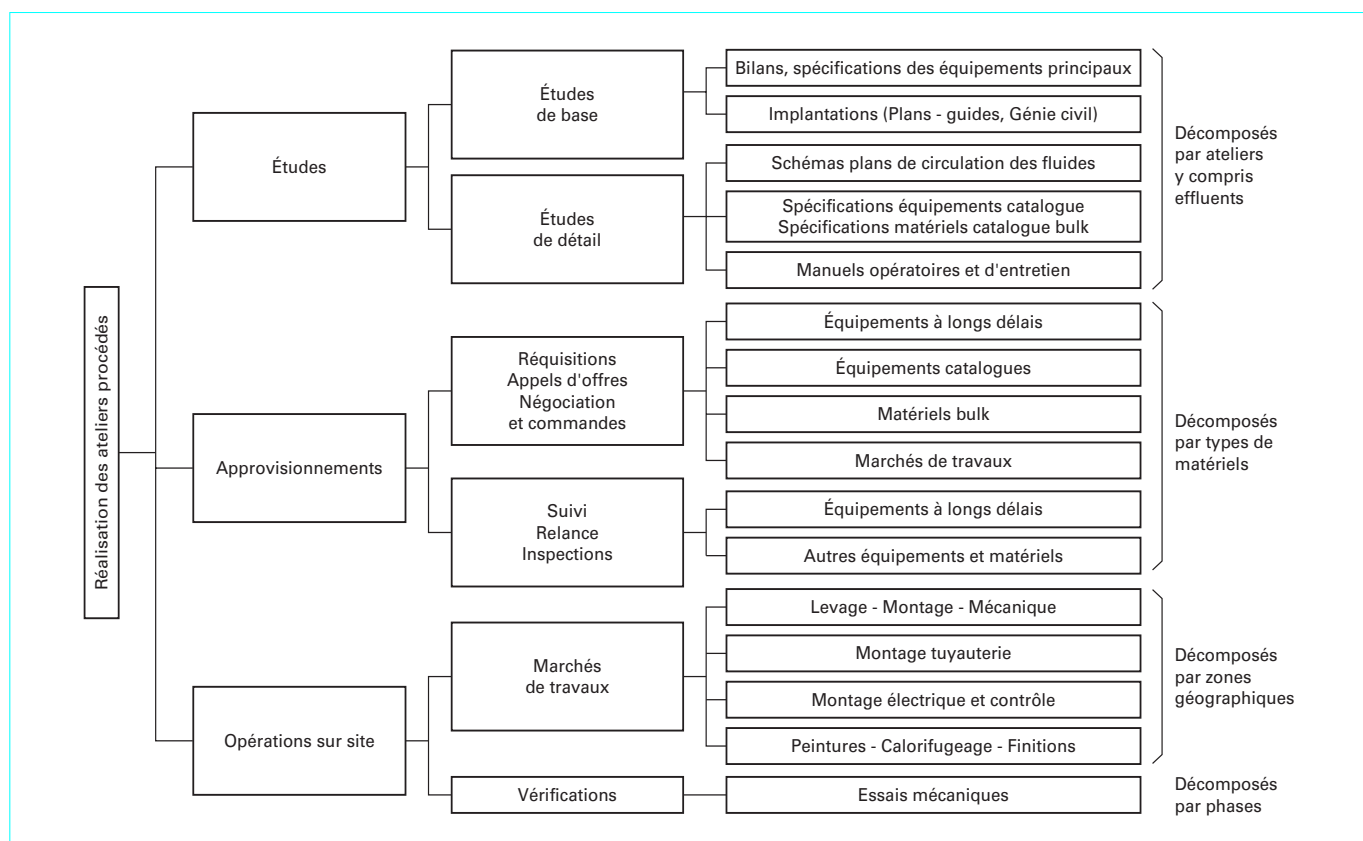 Réalisation des ateliers procédés
Études
Études
de base
Bilans, spécifications des équipements principaux
Implantations (Plans - guides, Génie civil)
Études
de détail
Schémas plans de circulation des fluides
Spécifications équipements catalogue
Spécifications matériels catalogue bulk
Manuels opératoires et d'entretien
Décomposés
par ateliers
y compris
effluents
Approvisionnements
Réquisitions
Appels d'offres
Négociation
et commandes
Équipements à longs délais
Équipements catalogues
Matériels bulk
Marchés de travaux
Suivi
Relance
Inspections
Équipements à longs délais
Autres équipements et matériels
Décomposés
par types de
matériels
Opérations sur site
Marchés
de travaux
Levage - Montage - Mécanique
Montage tuyauterie
Montage électrique et contrôle
Peintures - Calorifugeage - Finitions
Décomposés
par zones
géographiques
Vérifications
Essais mécaniques
Décomposés
par phases